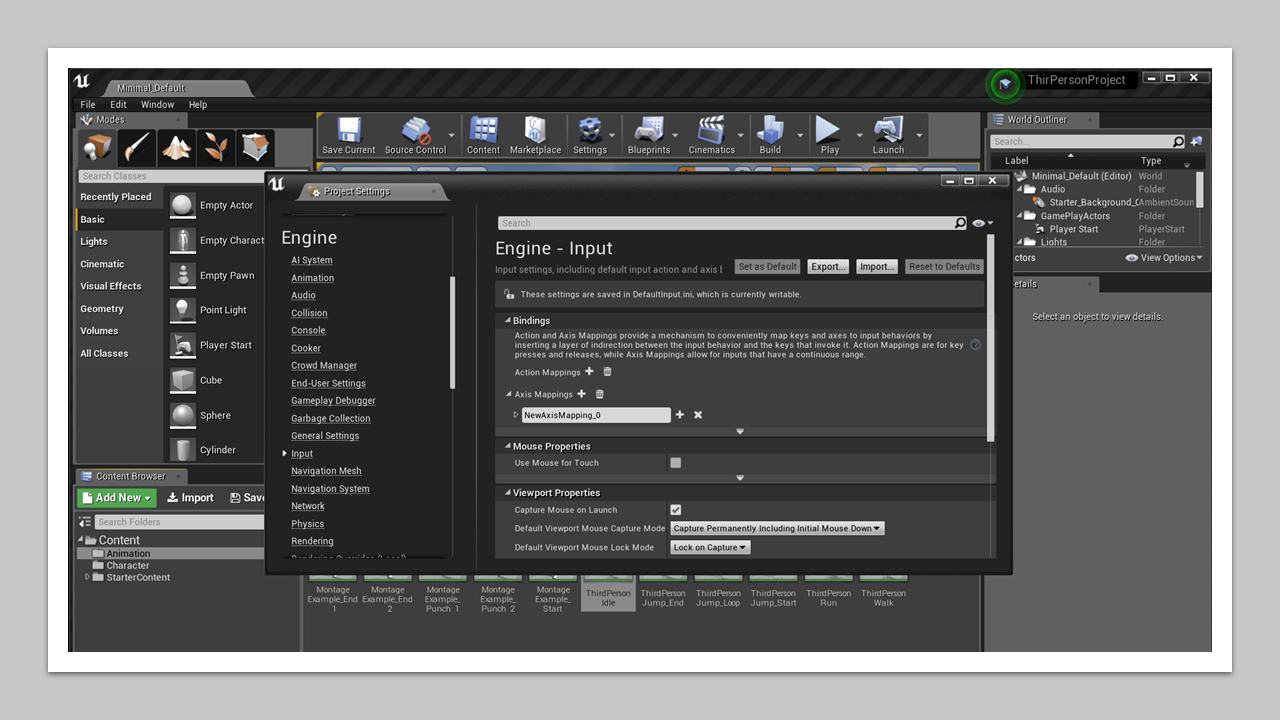 Minimal_Default
ThirPersonProject
File Edit Window Help
Modes
Search Classes
Recently Placed
Basic
Lights
Cinematic
Visual Effects
Geometry
Volumes
All Classes
Empty Actor
Empty Charact
Empty Pawn
Point Light
Player Start
Cube
Sphere
Cylinder
Save Current
Source Control
Content
Marketplace
Settings
Blueprints
Cinematics
Build
Play
Launch
World Outliner
Search...
Label Type
Minimal_Default (Editor) World
Audio Folder
Starter_Background_C AmbientSoun
GamePlayActors Folder
Player Start PlayerStart
Lights Folder
ctors
View Options
etails
Select an object to view details.
Project Settings
Engine
AI System
Animation
Audio
Collision
Console
Cooker
Crowd Manager
End-User Settings
Gameplay Debugger
Garbage Collection
General Settings
Input
Navigation Mesh
Navigation System
Network
Physics
Rendering
Rendering Overrides (Local)
Search
Engine - Input
Input settings, including default input action and axis b
Set as Default
Export...
Import...
Reset to Defaults
These settings are saved in DefaultInput.ini, which is currently writable.
Bindings
Action and Axis Mappings provide a mechanism to conveniently map keys and axes to input behaviors by
inserting a layer of indirection between the input behavior and the keys that invoke it. Action Mappings are for key
presses and releases, while Axis Mappings allow for inputs that have a continuous range.
Action Mappings
Axis Mappings
NewAxisMapping_0
Mouse Properties
Use Mouse for Touch
Viewport Properties
Capture Mouse on Launch
Default Viewport Mouse Capture Mode Capture Permanently Including Initial Mouse Down
Default Viewport Mouse Lock Mode Lock on Capture
Content Browser
Add New
Import
Save
Search Folders
Content
Animation
Character
StarterContent
Montage
Example_End
1
Montage
Example_End
2
Montage
Example_
Punch_1
Montage
Example_
Punch_2
Montage
Example_
Start
ThirdPerson
Idle
ThirdPerson
Jump_End
ThirdPerson
Jump_Loop
ThirdPerson
Jump_Start
ThirdPerson
Run
ThirdPerson
Walk